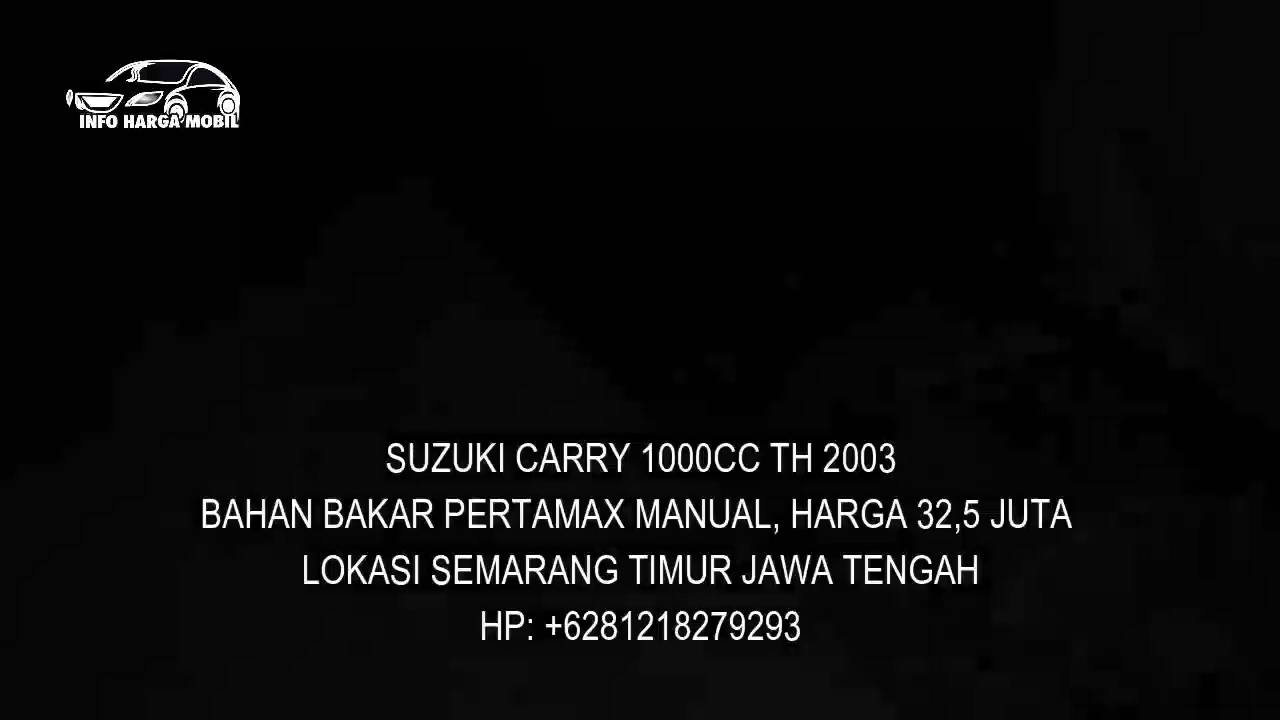 INFO HARGA MOBIL
SUZUKI CARRY 1000CC TH 2003
BAHAN BAKAR PERTAMAX MANUAL, HARGA 32,5 JUTA
LOKASI SEMARANG TIMUR JAWA TENGAH
HP: +6281218279293